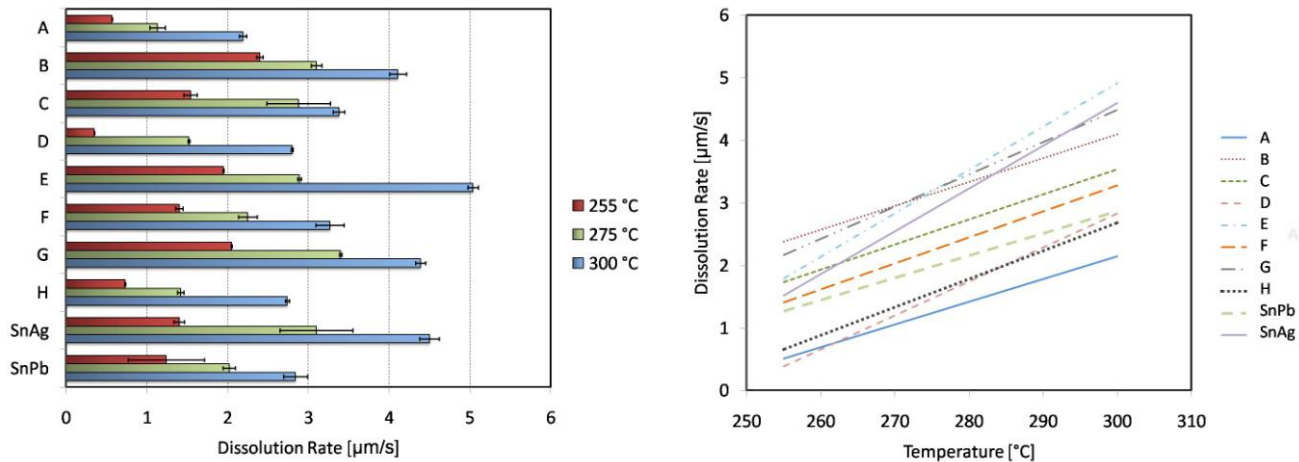 A
B
C
D
E
F
G
H
SnAg
SnPb
0 1 2 3 4 5 6
Dissolution Rate [µm/s]
255 °C
275 °C
300 °C
Dissolution Rate [µm/s]
6
5
4
3
2
1
0
250 260 270 280 290 300 310
Temperature [°C]
A
B
C
D
E
F
G
H
SnPb
SnAg